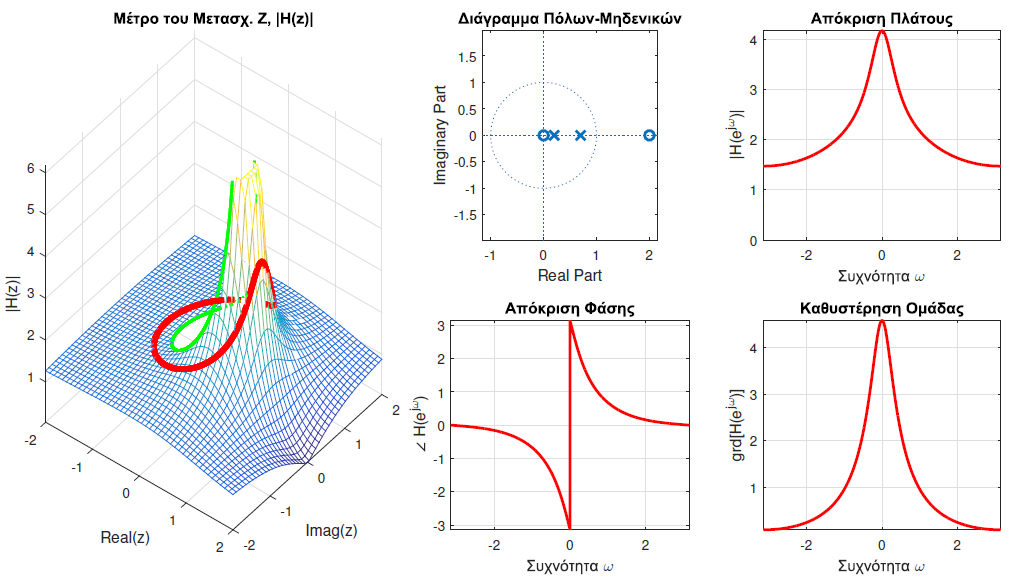 Μέτρο του Μετασχ. Ζ, |H(z)|
6
5
4
3
2
1
|H(z)|
-2
-1
0
1
2
Real(z)
-2
-1
0
1
2
Imag(z)
Διάγραμμα Πόλων-Μηδενικών
1.5
1
0.5
0
-0.5
-1
-1.5
Imaginary Part
-1 0 1 2
Real Part
Απόκριση Πλάτους
4
3
2
1
0
|H(e^{jω})|
-2 0 2
Συχνότητα ω
Απόκριση Φάσης
3
2
1
0
-1
-2
-3
∠ H(e^{jω})
-2 0 2
Συχνότητα ω
Καθυστέρηση Ομάδας
4
3
2
1
grd[H(e^{jω})]
-2 0 2
Συχνότητα ω